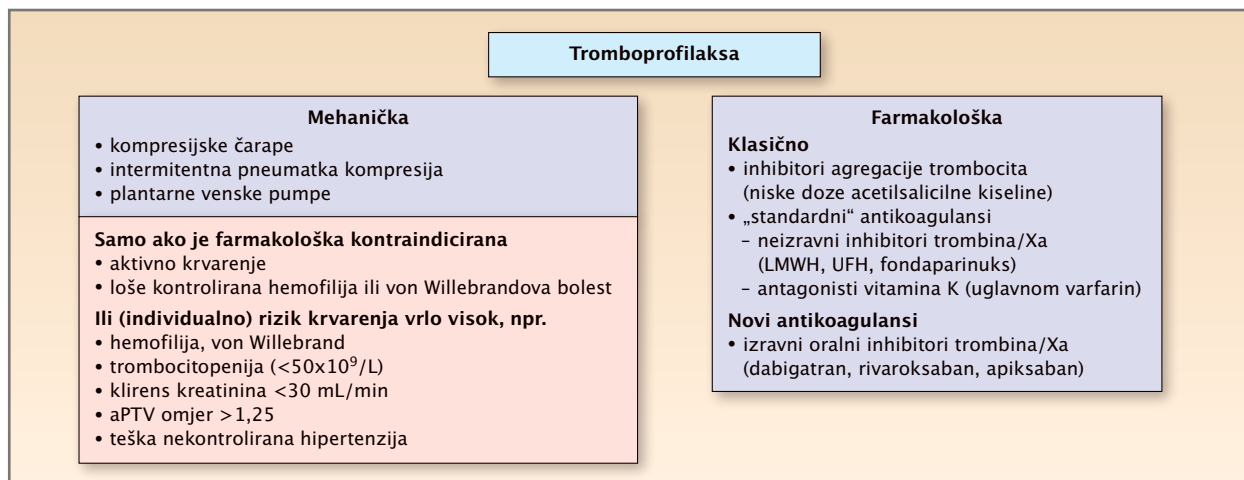 Tromboprofilaksa
Mehanička
• kompresijske čarape
• intermitentna pneumatka kompresija
• plantarne venske pumpe
Samo ako je farmakološka kontraindicirana
• aktivno krvarenje
• loše kontrolirana hemofilija ili von Willebrandova bolest
Ili (individualno) rizik krvarenja vrlo visok, npr.
• hemofilija, von Willebrand
• trombocitopenija (<50x10⁹/L)
• klirens kreatinina <30 mL/min
• aPTV omjer >1,25
• teška nekontrolirana hipertenzija
Farmakološka
Klasično
• inhibitori agregacije trombocita
(niske doze acetilsalicilne kiseline)
• „standardni“ antikoagulansi
– neizravni inhibitori trombina/Xa
(LMWH, UFH, fondaparinuks)
– antagonisti vitamina K (uglavnom varfarin)
Novi antikoagulansi
• izravni oralni inhibitori trombina/Xa
(dabigatran, rivaroksaban, apiksaban)